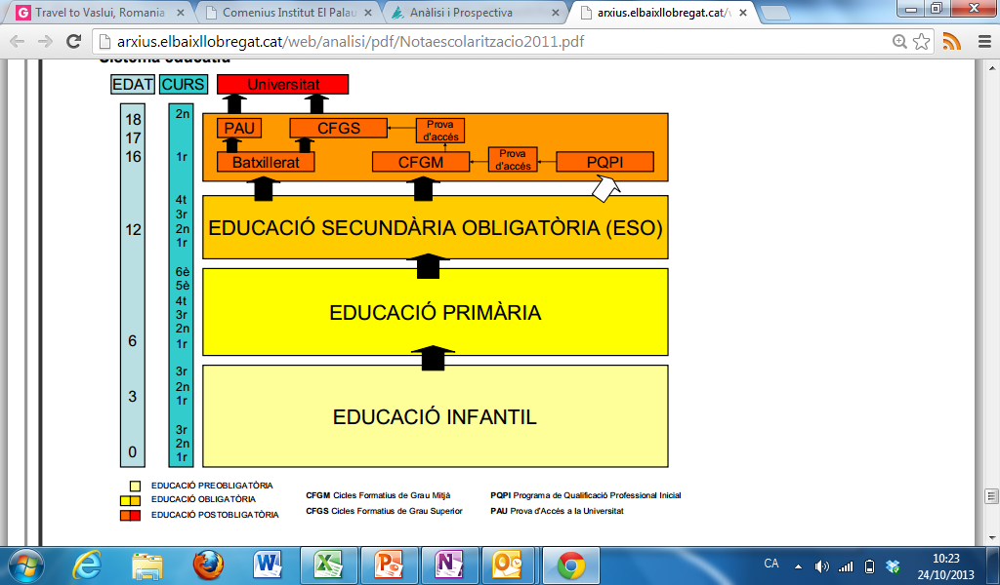 Travel to Vaslui, Romania
Comenius Institut El Palau
Anàlisi i Prospectiva
arxius.elbaixllobregat.cat/
arxius.elbaixllobregat.cat/web/analisi/pdf/Notaescolaritzacio2011.pdf
Sistema educatiu
EDAT CURS Universitat
18 2n PAU CFGS Prova d'accés
17
16 1r Batxillerat CFGM Prova d'accés PQPI
4t
3r
12 2n EDUCACIÓ SECUNDÀRIA OBLIGATÒRIA (ESO)
1r
6è
5è
4t
3r EDUCACIÓ PRIMÀRIA
2n
6 1r
3r
2n
3 1r
EDUCACIÓ INFANTIL
3r
2n
0 1r
EDUCACIÓ PREOBLIGATÒRIA
EDUCACIÓ OBLIGATÒRIA
EDUCACIÓ POSTOBLIGATÒRIA
CFGM Cicles Formatius de Grau Mitjà
CFGS Cicles Formatius de Grau Superior
PQPI Programa de Qualificació Professional Inicial
PAU Prova d'Accés a la Universitat
CA
10:23
24/10/2013